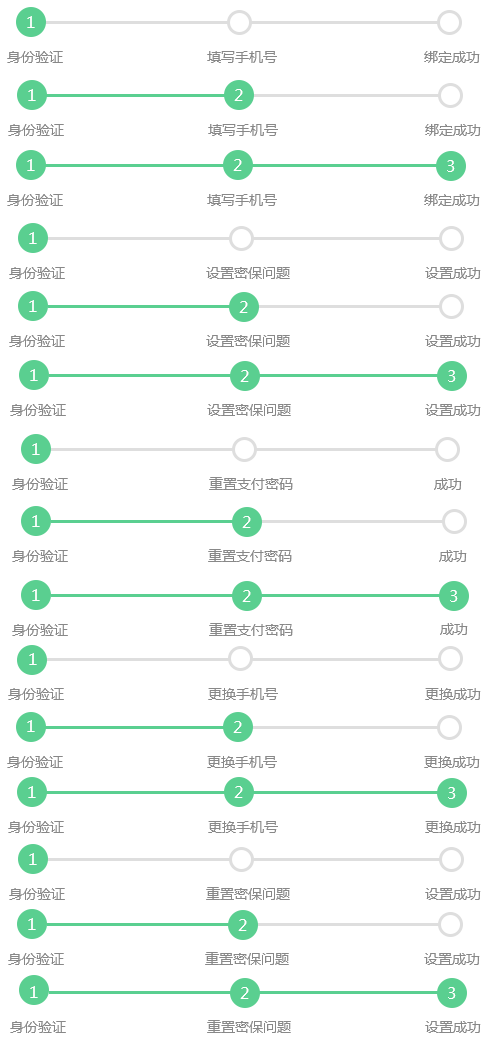 1
身份验证 填写手机号 绑定成功
1 2
身份验证 填写手机号 绑定成功
1 2 3
身份验证 填写手机号 绑定成功
1
身份验证 设置密保问题 设置成功
1 2
身份验证 设置密保问题 设置成功
1 2 3
身份验证 设置密保问题 设置成功
1
身份验证 重置支付密码 成功
1 2
身份验证 重置支付密码 成功
1 2 3
身份验证 重置支付密码 成功
1
身份验证 更换手机号 更换成功
1 2
身份验证 更换手机号 更换成功
1 2 3
身份验证 更换手机号 更换成功
1
身份验证 重置密保问题 设置成功
1 2
身份验证 重置密保问题 设置成功
1 2 3
身份验证 重置密保问题 设置成功